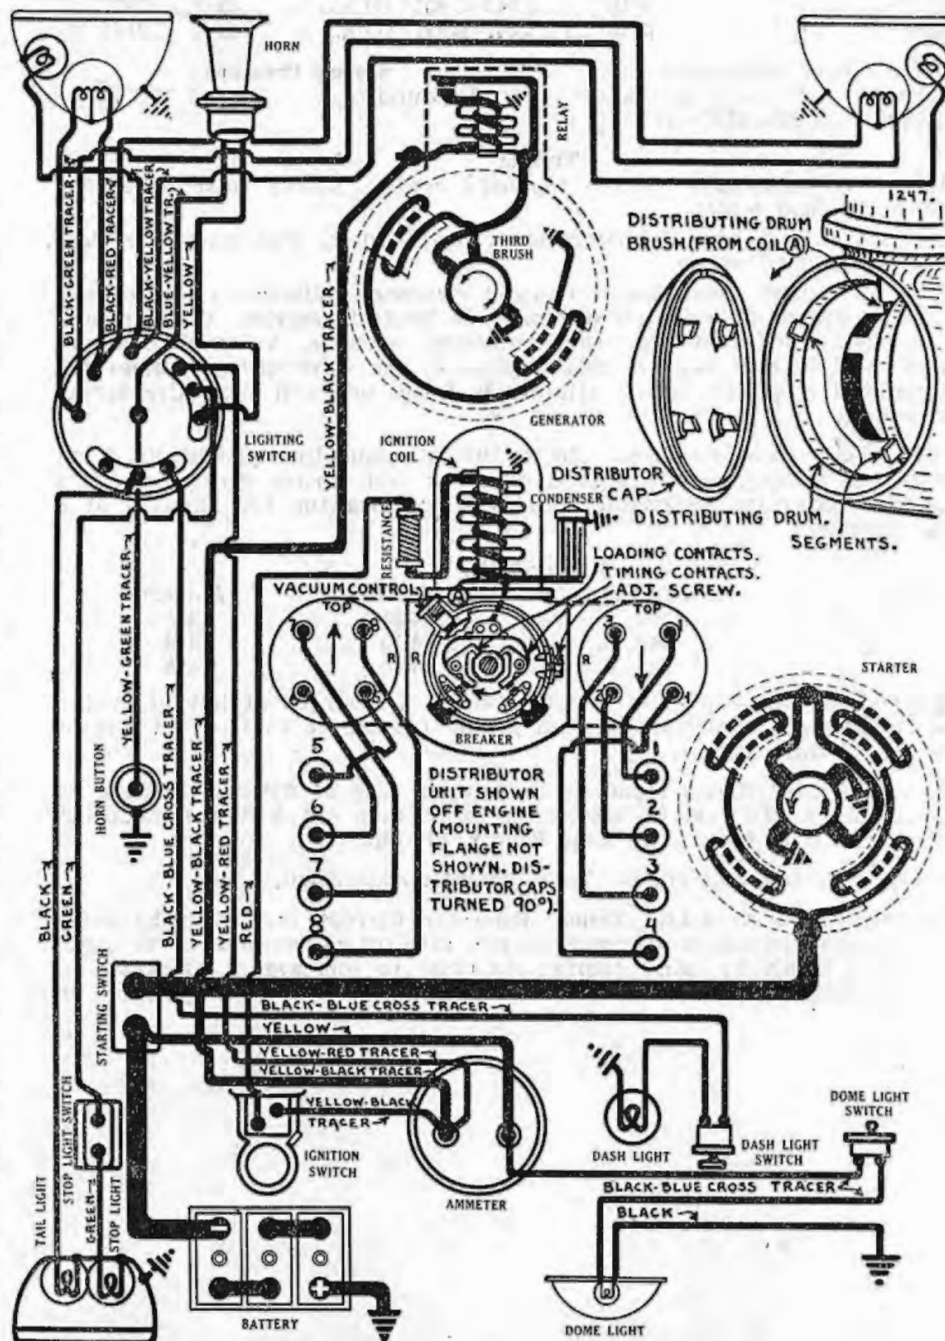 HORN
RELAY
1247.
BLACK-GREEN TRACER
BLACK-RED TRACER
BLACK-YELLOW TRACER
BLUE-YELLOW TR.
YELLOW
YELLOW-BLACK TRACER
THIRD
BRUSH
DISTRIBUTING DRUM
BRUSH (FROM COIL A)
GENERATOR
LIGHTING
SWITCH
IGNITION
COIL
RESISTANCE
CONDENSER
DISTRIBUTOR
CAP.
DISTRIBUTING DRUM.
SEGMENTS.
LOADING CONTACTS.
TIMING CONTACTS.
ADJ. SCREW.
VACUUM CONTROL
A
TOP
TOP
7 8
3 1
R R R
2 4
BREAKER
STARTER
YELLOW-GREEN TRACER
HORN BUTTON
BLACK-BLUE CROSS TRACER
YELLOW-BLACK TRACER
YELLOW-RED TRACER
RED
BLACK
GREEN
5
6
7
8
DISTRIBUTOR
UNIT SHOWN
OFF ENGINE
(MOUNTING
FLANGE NOT
SHOWN. DIS-
TRIBUTOR CAPS
TURNED 90°).
1
2
3
4
STARTING SWITCH
BLACK-BLUE CROSS TRACER
YELLOW
YELLOW-RED TRACER
YELLOW-BLACK TRACER
YELLOW-BLACK
TRACER
IGNITION
SWITCH
AMMETER
DASH LIGHT
DASH LIGHT
SWITCH
DOME LIGHT
SWITCH
BLACK-BLUE CROSS TRACER
BLACK
STOP LIGHT SWITCH
TAIL LIGHT
GREEN
STOP LIGHT
BATTERY
DOME LIGHT